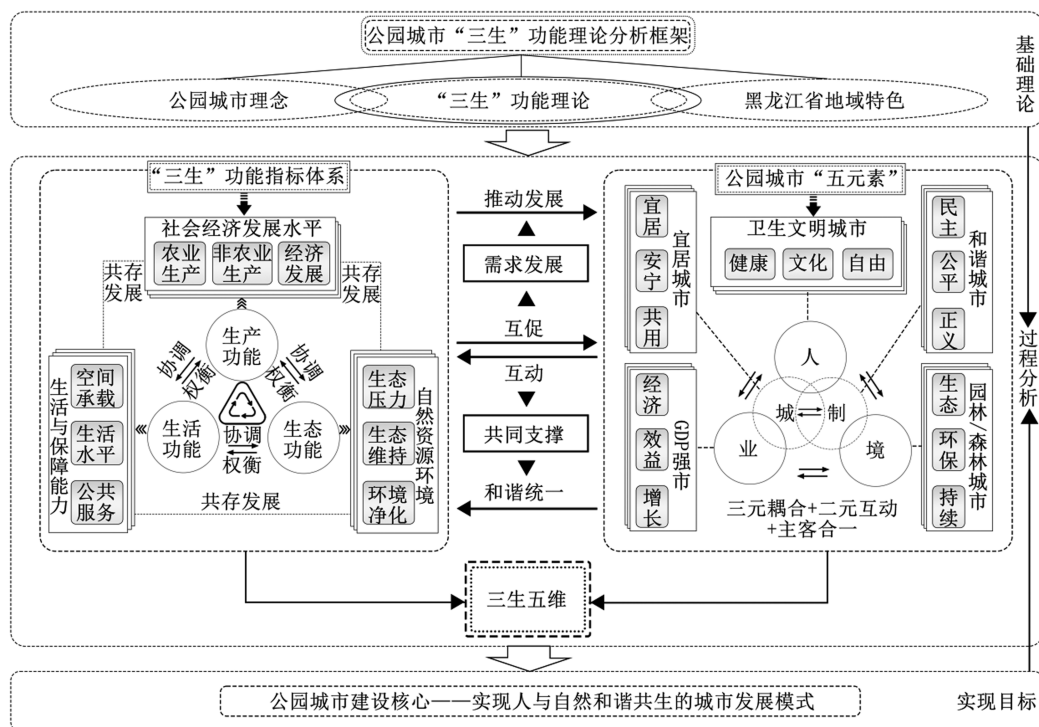 公园城市“三生”功能理论分析框架
公园城市理念
“三生”功能理论
黑龙江省地域特色
基础理论
“三生”功能指标体系
社会经济发展水平
农业
生产
非农业
生产
经济
发展
共存
发展
共存
发展
生产
功能
协调
权衡
协调
权衡
生活与保障能力
空间
承载
生活
水平
公共
服务
生活
功能
协调
权衡
生态
功能
生态
压力
生态
维持
环境
净化
自然资源环境
共存发展
推动发展
需求发展
互促
互动
共同支撑
和谐统一
公园城市“五元素”
宜居
安宁
共用
宜居城市
卫生文明城市
健康
文化
自由
民主
公平
正义
和谐城市
人
城
制
业
境
经济
效益
增长
GDP强市
生态
环保
持续
园林/森林城市
三元耦合+二元互动
+主客合一
过程分析
三生五维
公园城市建设核心——实现人与自然和谐共生的城市发展模式
实现目标